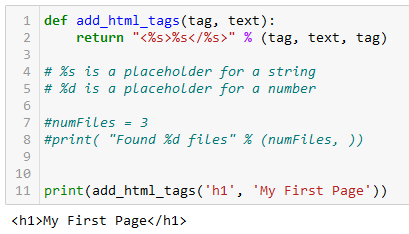 1 def add_html_tags(tag, text):
2     return "<%s>%s</%s>" % (tag, text, tag)
3
4 # %s is a placeholder for a string
5 # %d is a placeholder for a number
6
7 #numFiles = 3
8 #print( "Found %d files" % (numFiles, ))
9
10
11 print(add_html_tags('h1', 'My First Page'))
<h1>My First Page</h1>